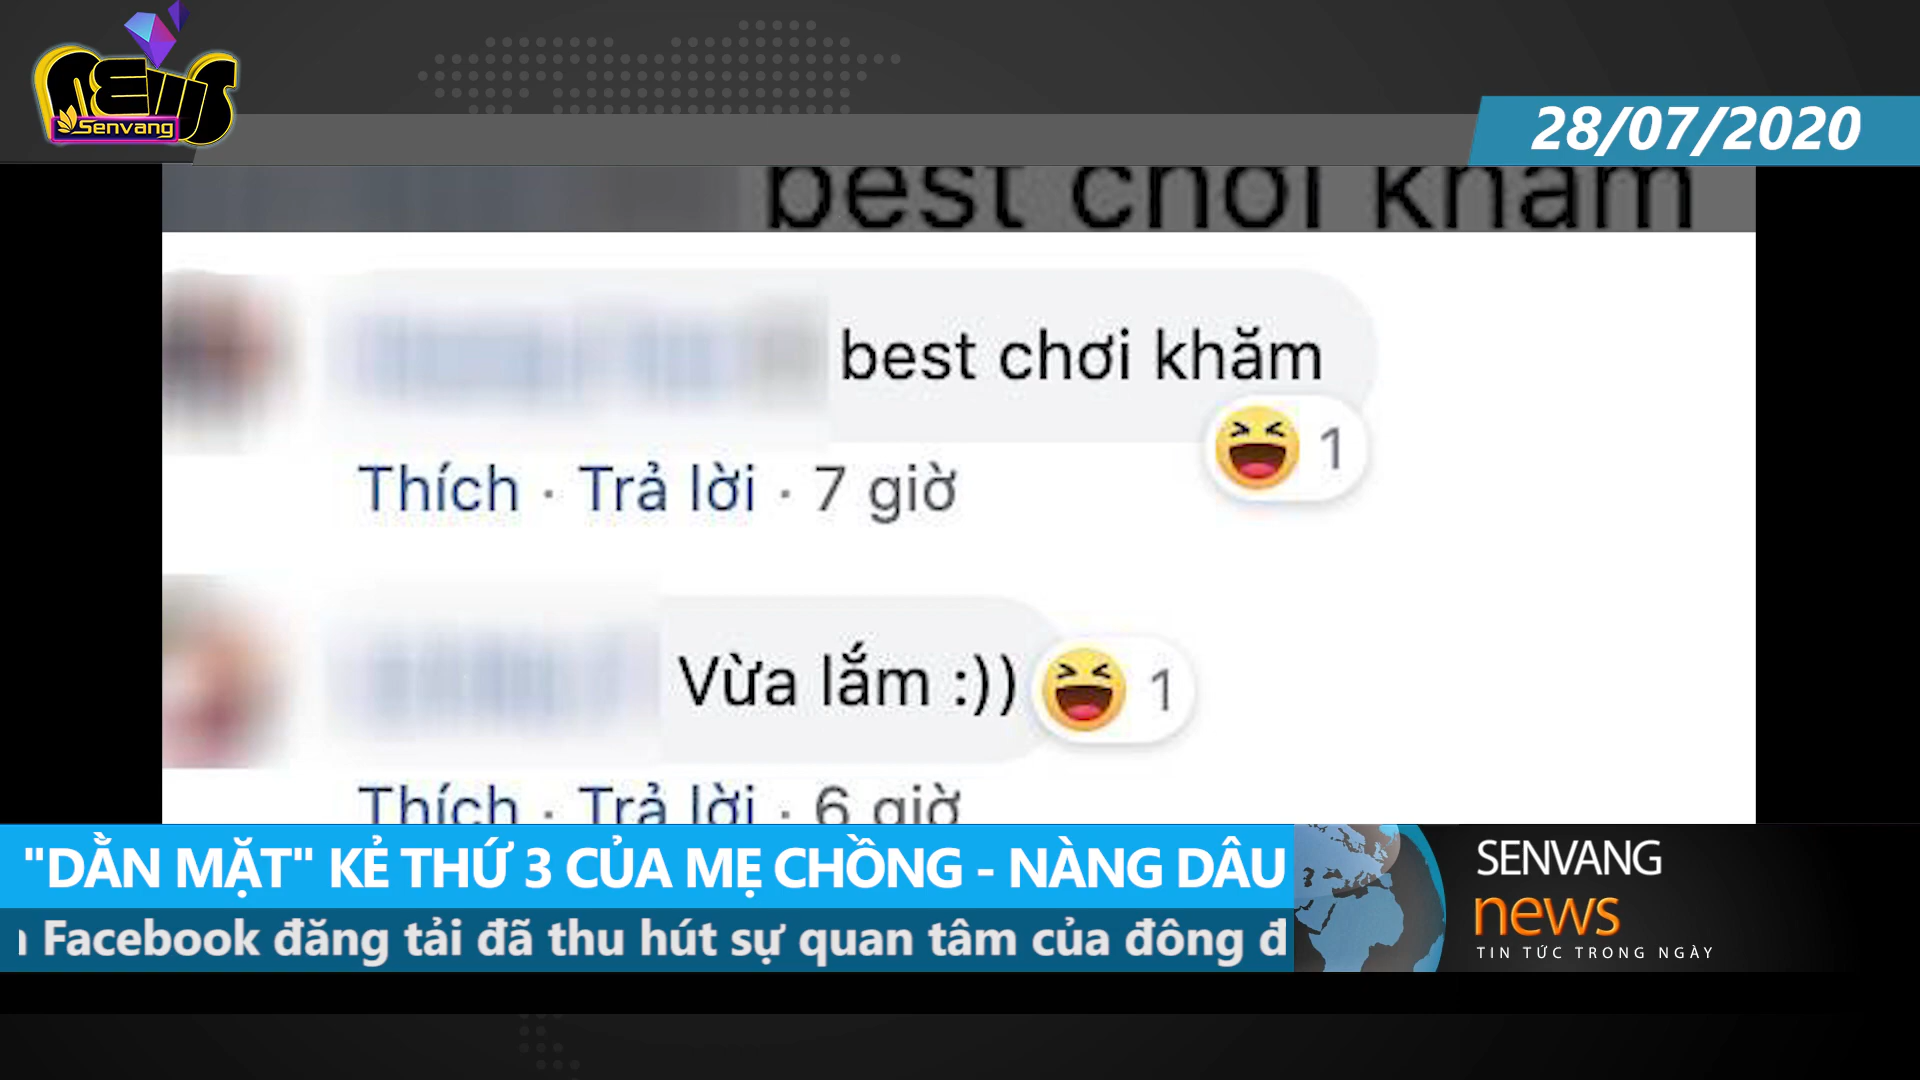 NEWS
Senvang
28/07/2020
best chơi khăm
best chơi khăm
1
Thích · Trả lời · 7 giờ
Vừa lắm :))
1
Thích · Trả lời · 6 giờ
"DẰN MẶT" KẺ THỨ 3 CỦA MẸ CHỒNG - NÀNG DÂU
Facebook đăng tải đã thu hút sự quan tâm của đông
SENVANG
news
TIN TỨC TRONG NGÀY